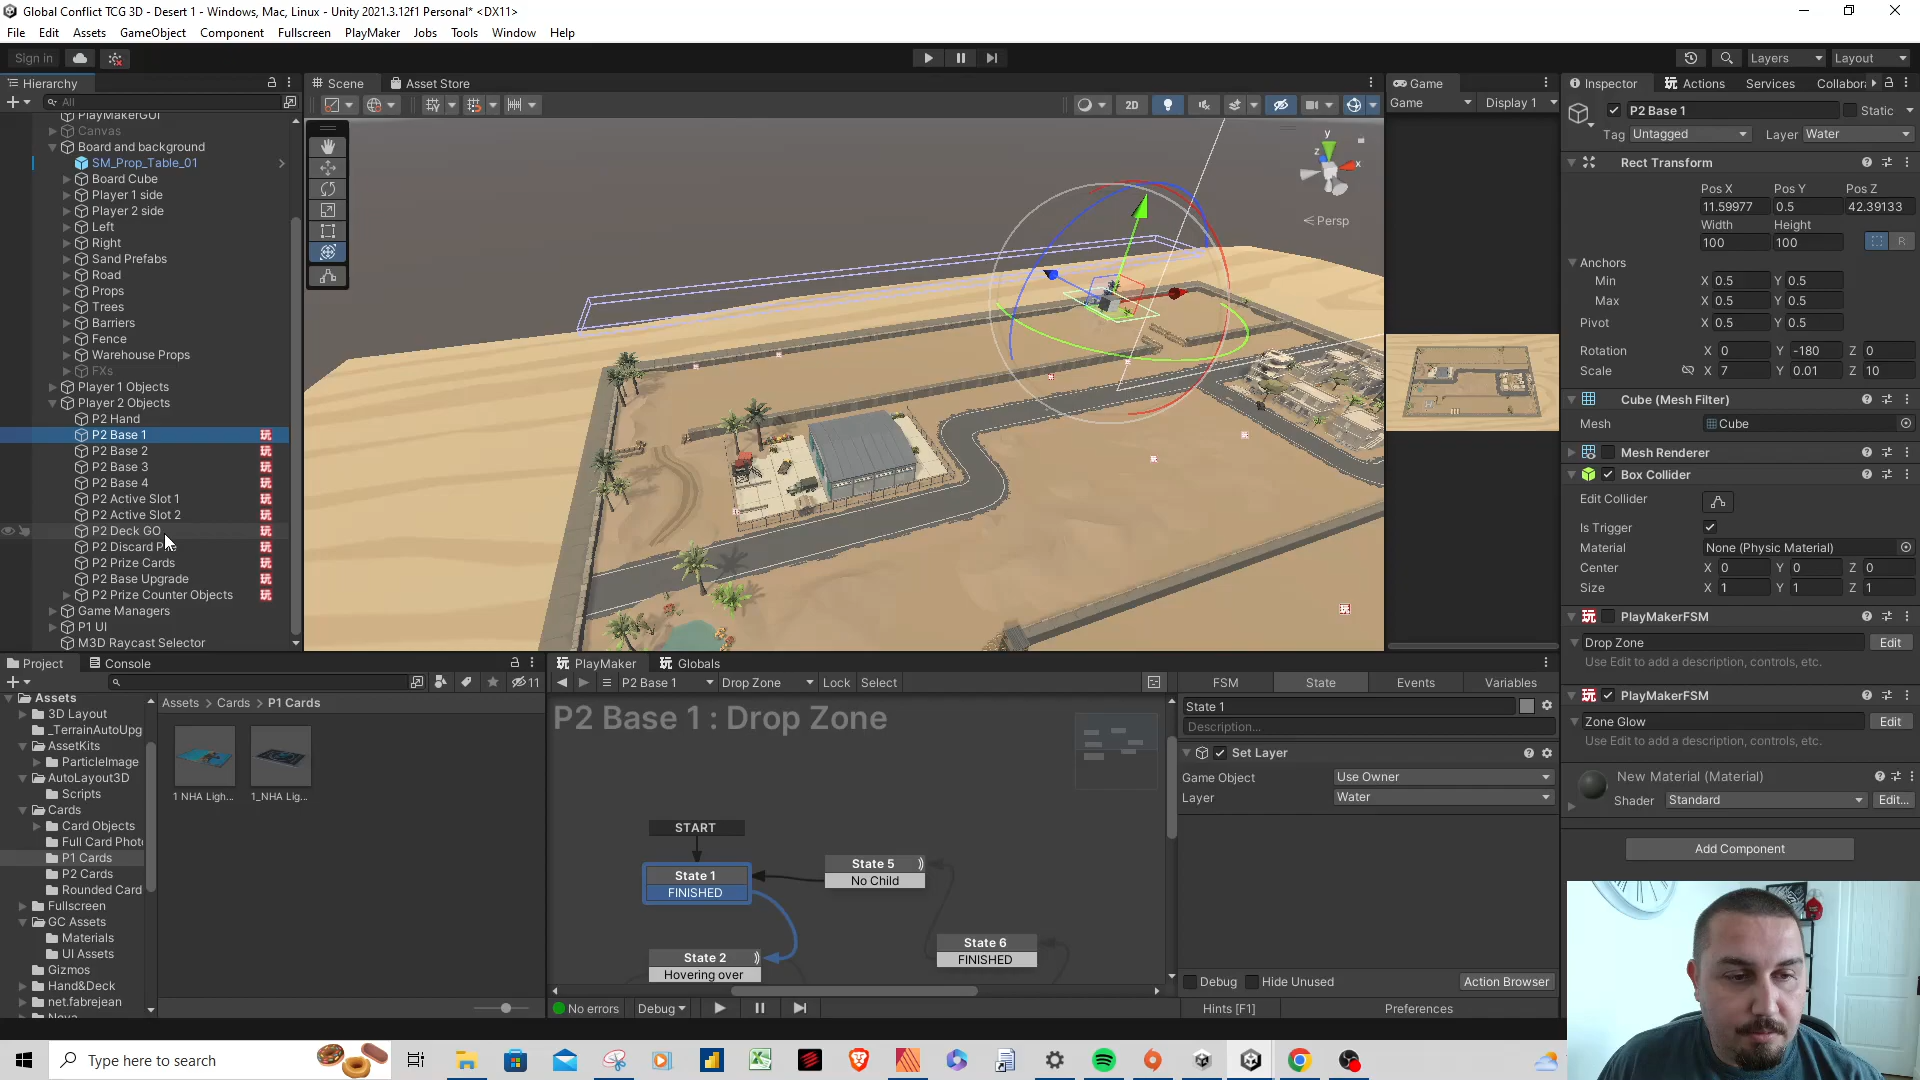 Global Conflict TCG 3D - Desert 1 - Windows, Mac, Linux - Unity 2021.3.12f1 Personal* <DX11>
File Edit Assets GameObject Component Fullscreen PlayMaker Jobs Tools Window Help
Sign in
Layers
Layout
Hierarchy
All
PlayMakerGUI
Canvas
Board and background
SM_Prop_Table_01
Board Cube
Player 1 side
Player 2 side
Left
Right
Sand Prefabs
Road
Props
Trees
Barriers
Fence
Warehouse Props
FXs
Player 1 Objects
Player 2 Objects
P2 Hand
P2 Base 1
P2 Base 2
P2 Base 3
P2 Base 4
P2 Active Slot 1
P2 Active Slot 2
P2 Deck GO
P2 Discard
P2 Prize Cards
P2 Base Upgrade
P2 Prize Counter Objects
Game Managers
P1 UI
M3D Raycast Selector
Scene
Asset Store
2D
y
z
x
Persp
Game
Game
Display 1
Inspector
Actions
Services
Collabor
P2 Base 1
Static
Tag Untagged
Layer Water
Rect Transform
Pos X Pos Y Pos Z
11.59977 0.5 42.39133
Width Height
100 100
R
Anchors
Min X 0.5 Y 0.5
Max X 0.5 Y 0.5
Pivot X 0.5 Y 0.5
Rotation X 0 Y -180 Z 0
Scale X 7 Y 0.01 Z 10
Cube (Mesh Filter)
Mesh Cube
Mesh Renderer
Box Collider
Edit Collider
Is Trigger
Material None (Physic Material)
Center X 0 Y 0 Z 0
Size X 1 Y 1 Z 1
PlayMakerFSM
Drop Zone Edit
Use Edit to add a description, controls, etc.
PlayMakerFSM
Zone Glow Edit
Use Edit to add a description, controls, etc.
New Material (Material)
Shader Standard Edit...
Add Component
Project
Console
11
Assets
3D Layout
_TerrainAutoUpg
AssetKits
ParticleImage
AutoLayout3D
Scripts
Cards
Card Objects
Full Card Phot
P1 Cards
P2 Cards
Rounded Card
Fullscreen
GC Assets
Materials
UI Assets
Gizmos
Hand&Deck
net.fabrejean
Nova
Assets > Cards > P1 Cards
1 NHA Ligh...
1_NHA Lig...
PlayMaker
Globals
P2 Base 1
Drop Zone
Lock
Select
P2 Base 1 : Drop Zone
START
State 1
FINISHED
State 5
No Child
State 2
Hovering over
State 6
FINISHED
No errors
Debug
FSM State Events Variables
State 1
Description...
Set Layer
Game Object Use Owner
Layer Water
Debug
Hide Unused
Action Browser
Hints [F1]
Preferences
Type here to search